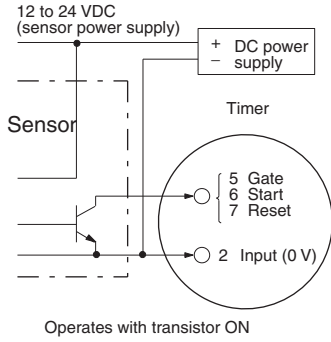 12 to 24 VDC
(sensor power supply)
+ DC power
− supply
Timer
Sensor
5 Gate
6 Start
7 Reset
2 Input (0 V)
Operates with transistor ON